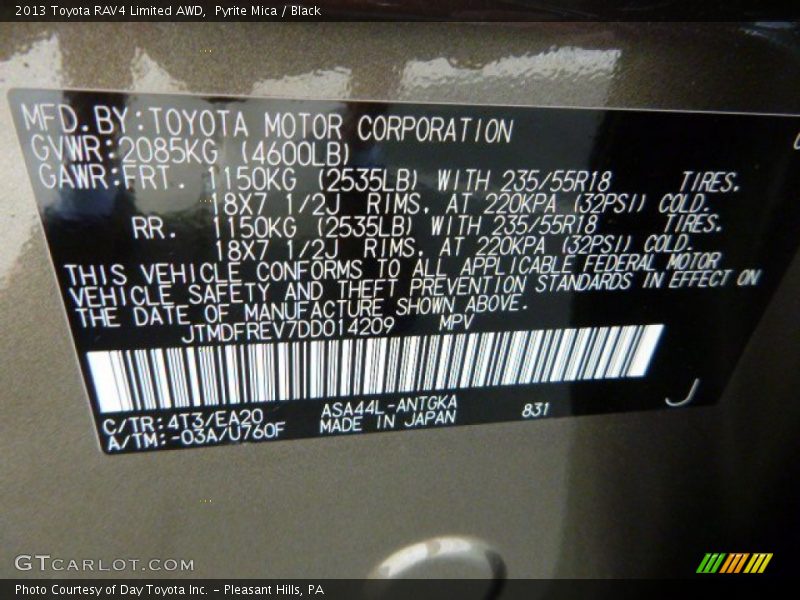 2013 Toyota RAV4 Limited AWD,  Pyrite Mica / Black
MFD.BY:TOYOTA MOTOR CORPORATION
GVWR:2085KG (4600LB)
GAWR:FRT. 1150KG (2535LB) WITH 235/55R18 TIRES.
18X7 1/2J RIMS, AT 220KPA (32PSI) COLD.
RR. 1150KG (2535LB) WITH 235/55R18 TIRES.
18X7 1/2J RIMS, AT 220KPA (32PSI) COLD.
THIS VEHICLE CONFORMS TO ALL APPLICABLE FEDERAL MOTOR
VEHICLE SAFETY AND THEFT PREVENTION STANDARDS IN EFFECT ON
THE DATE OF MANUFACTURE SHOWN ABOVE.
JTMDFREV7DD014209 MPV
C/TR:4T3/EA20 ASA44L-ANTGKA 831 J
A/TM:-03A/U760F MADE IN JAPAN
GTCARLOT.COM
Photo Courtesy of Day Toyota Inc. - Pleasant Hills, PA